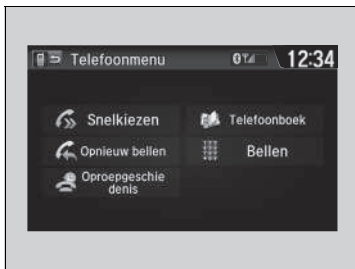 Telefoonmenu 12:34
Snelkiezen Telefoonboek
Opnieuw bellen Bellen
Oproepgeschie
denis